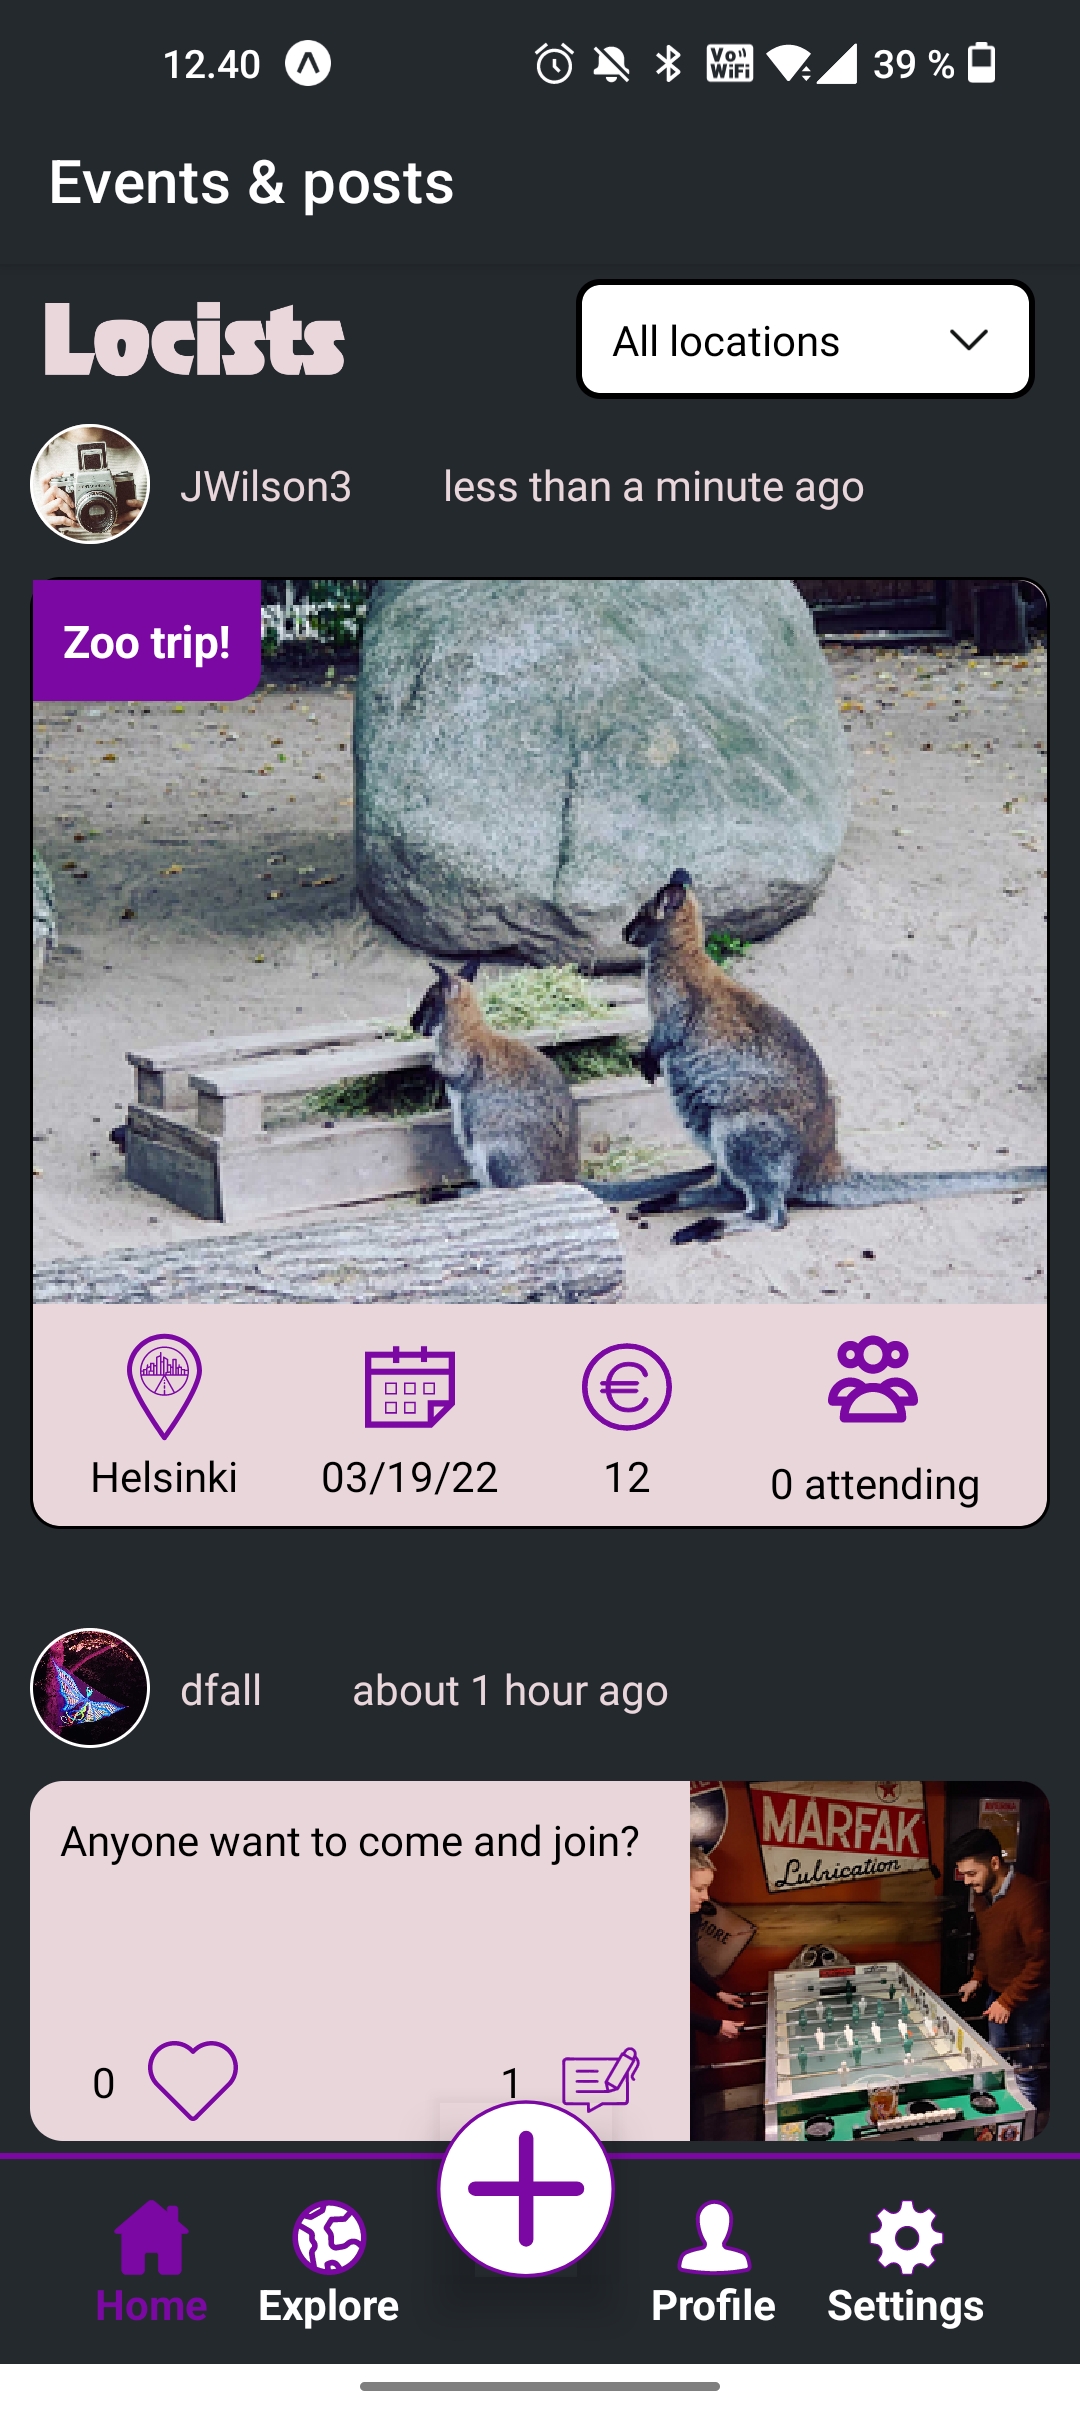 12.40
Vo))
WiFi
39 %
Events & posts
Locists
All locations
JWilson3 less than a minute ago
Zoo trip!
Helsinki 03/19/22 12 0 attending
dfall about 1 hour ago
Anyone want to come and join?
MARFAK
Lubrication
0 1
Home Explore Profile Settings